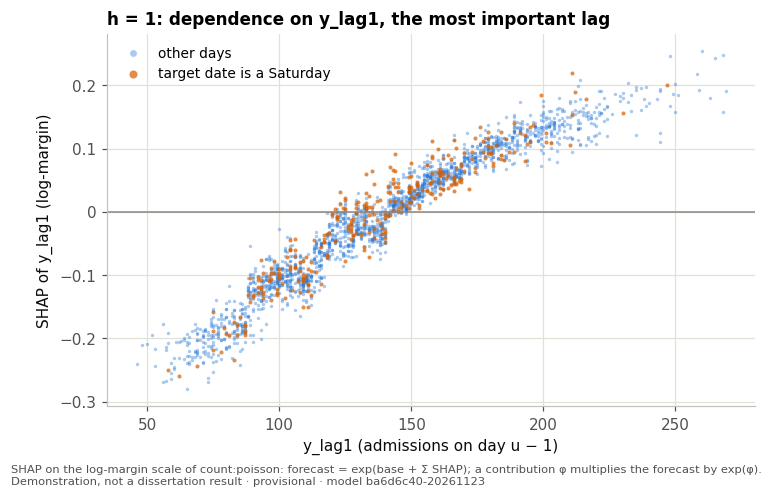 h = 1: dependence on y_lag1, the most important lag
other days
target date is a Saturday
SHAP of y_lag1 (log-margin)
0.2
0.1
0
−0.1
−0.2
−0.3
50
100
150
200
250
y_lag1 (admissions on day u − 1)
SHAP on the log-margin scale of count:poisson: forecast = exp(base + Σ SHAP); a contribution φ multiplies the forecast by exp(φ).
Demonstration, not a dissertation result · provisional · model ba6d6c40-20261123